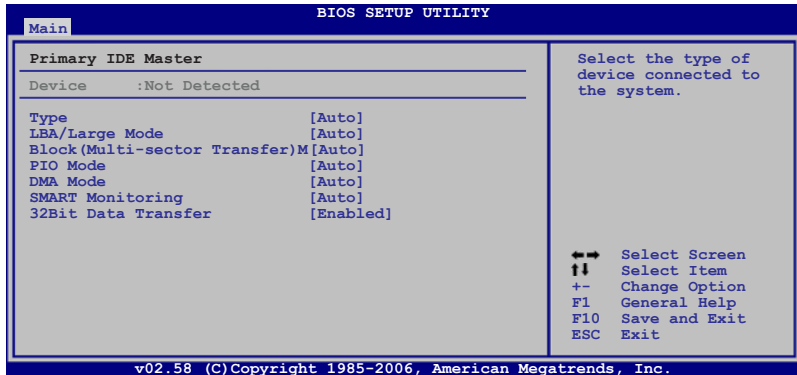 BIOS SETUP UTILITY
Main
Primary IDE Master
Device :Not Detected
Type [Auto]
LBA/Large Mode [Auto]
Block(Multi-sector Transfer)M[Auto]
PIO Mode [Auto]
DMA Mode [Auto]
SMART Monitoring [Auto]
32Bit Data Transfer [Enabled]
Select the type of
device connected to
the system.
Select Screen
Select Item
+- Change Option
F1 General Help
F10 Save and Exit
ESC Exit
v02.58 (C)Copyright 1985-2006, American Megatrends, Inc.